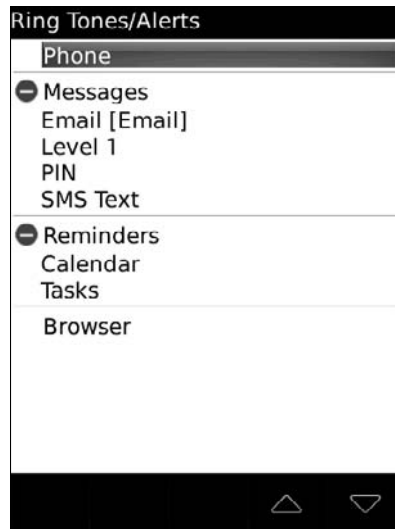 Ring Tones/Alerts
Phone
Messages
Email [Email]
Level 1
PIN
SMS Text
Reminders
Calendar
Tasks
Browser